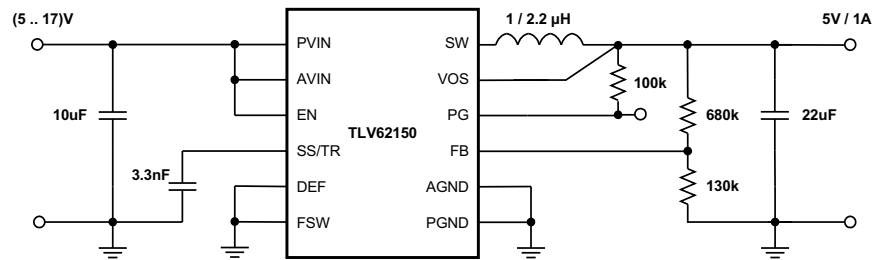 (5 .. 17)V
1 / 2.2 µH
5V / 1A
PVIN
SW
AVIN
VOS
100k
10uF
EN
PG
680k
22uF
TLV62150
SS/TR
FB
3.3nF
DEF
AGND
130k
FSW
PGND